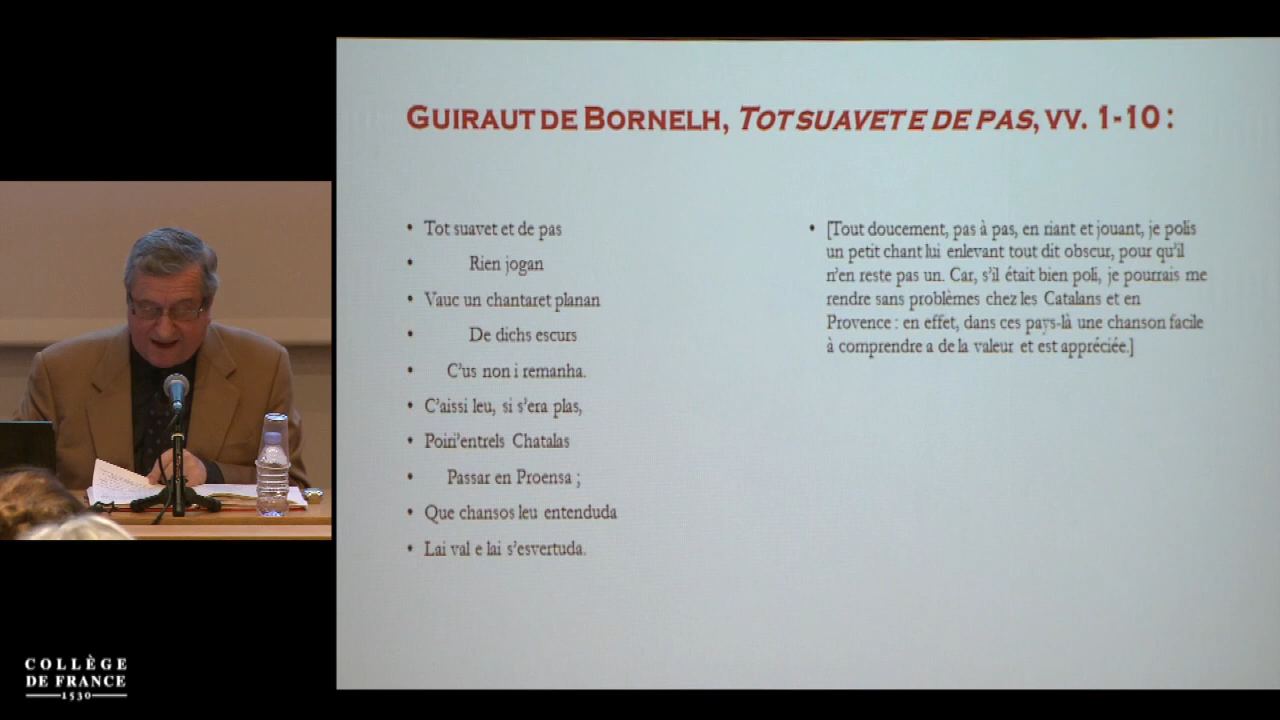 GUIRAUT DE BORNELH, TOT SUAVET E DE PAS, VV. 1-10 :
• Tot suavet et de pas
• Rien jogan
• Vauc un chantaret planan
• De dichs escurs
• C'us non i remanha.
• C'aissi leu, si s'era plas,
• Poiri'entrels Chatalas
• Passar en Proensa ;
• Que chansos leu entenduda
• Lai val e lai s'esvertuda.
• [Tout doucement, pas à pas, en riant et jouant, je polis
un petit chant lui enlevant tout dit obscur, pour qu'il
n'en reste pas un. Car, s'il était bien poli, je pourrais me
rendre sans problèmes chez les Catalans et en
Provence : en effet, dans ces pays-là une chanson facile
à comprendre a de la valeur et est appréciée.]
COLLÈGE
DE FRANCE
1530